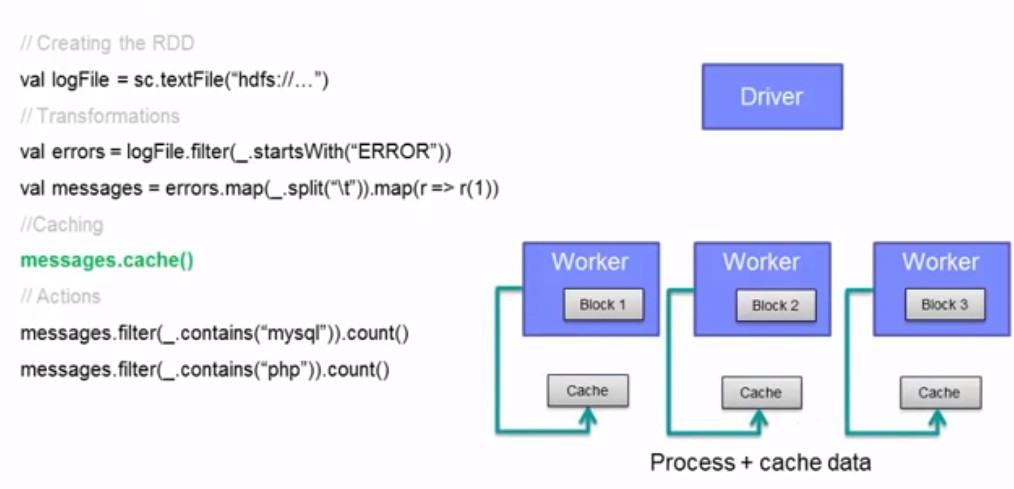 // Creating the RDD
val logFile = sc.textFile(“hdfs://…”)
// Transformations
val errors = logFile.filter(_.startsWith(“ERROR”))
val messages = errors.map(_.split(“\t”)).map(r => r(1))
//Caching
messages.cache()
// Actions
messages.filter(_.contains(“mysql”)).count()
messages.filter(_.contains(“php”)).count()
Driver
Worker
Block 1
Cache
Worker
Block 2
Cache
Worker
Block 3
Cache
Process + cache data